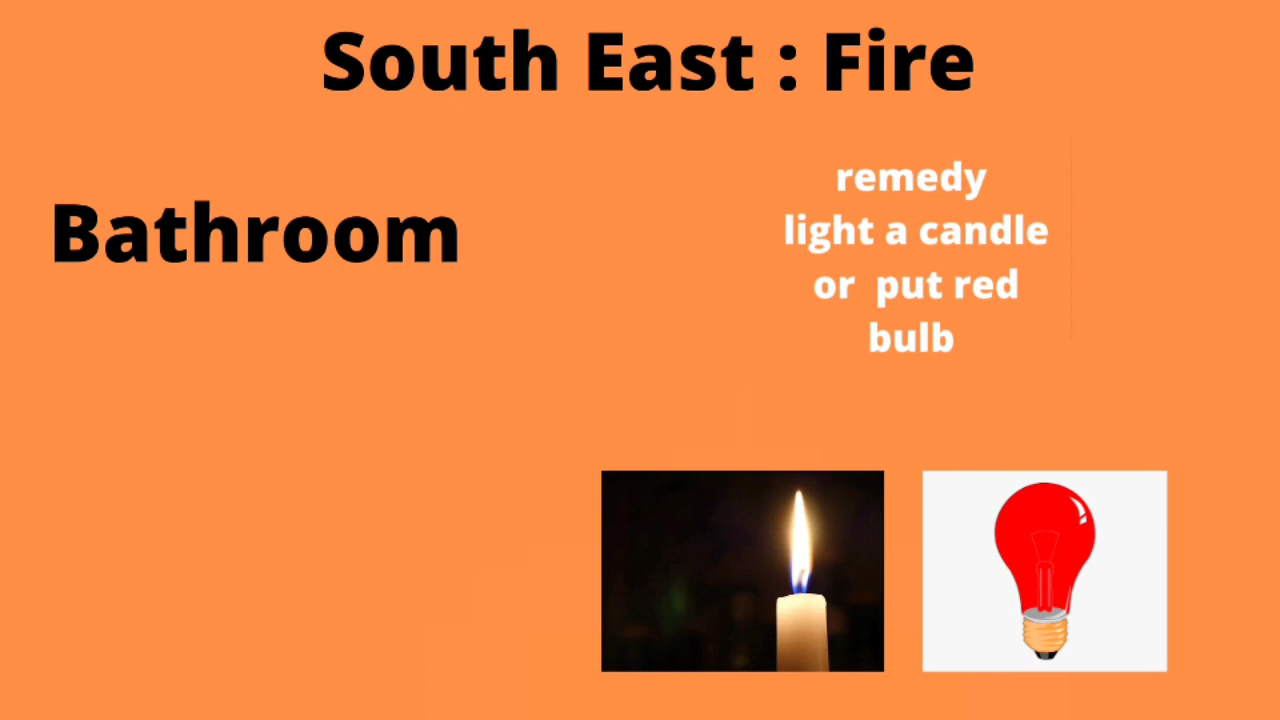 South East : Fire
Bathroom
remedy
light a candle
or put red
bulb